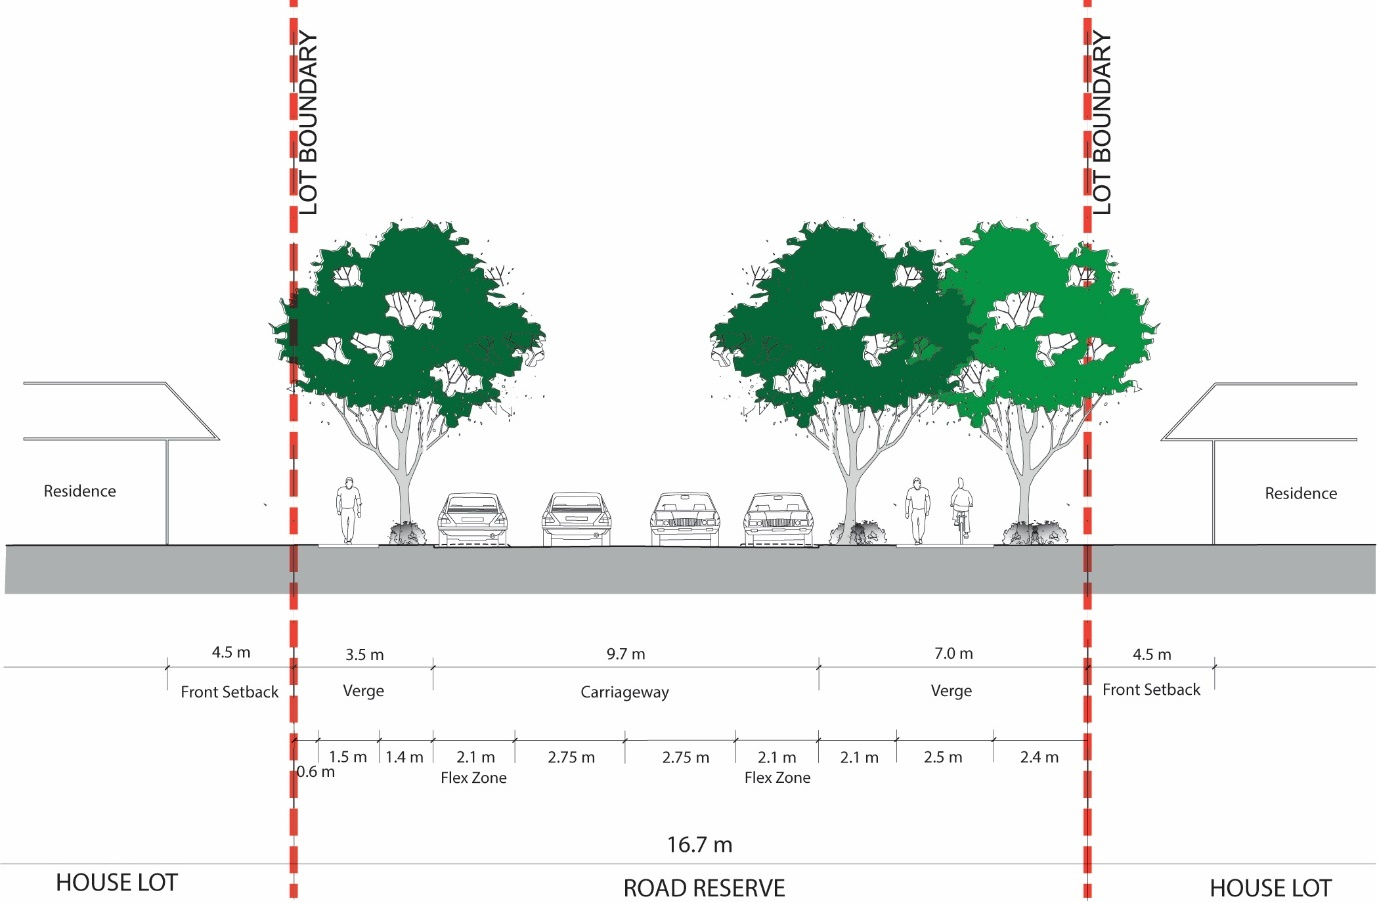 LOT BOUNDARY
LOT BOUNDARY
Residence
Residence
4.5 m
3.5 m
9.7 m
7.0 m
4.5 m
Front Setback
Verge
Carriageway
Verge
Front Setback
0.6 m
1.5 m
1.4 m
2.1 m
Flex Zone
2.75 m
2.75 m
2.1 m
Flex Zone
2.1 m
2.5 m
2.4 m
16.7 m
HOUSE LOT
ROAD RESERVE
HOUSE LOT